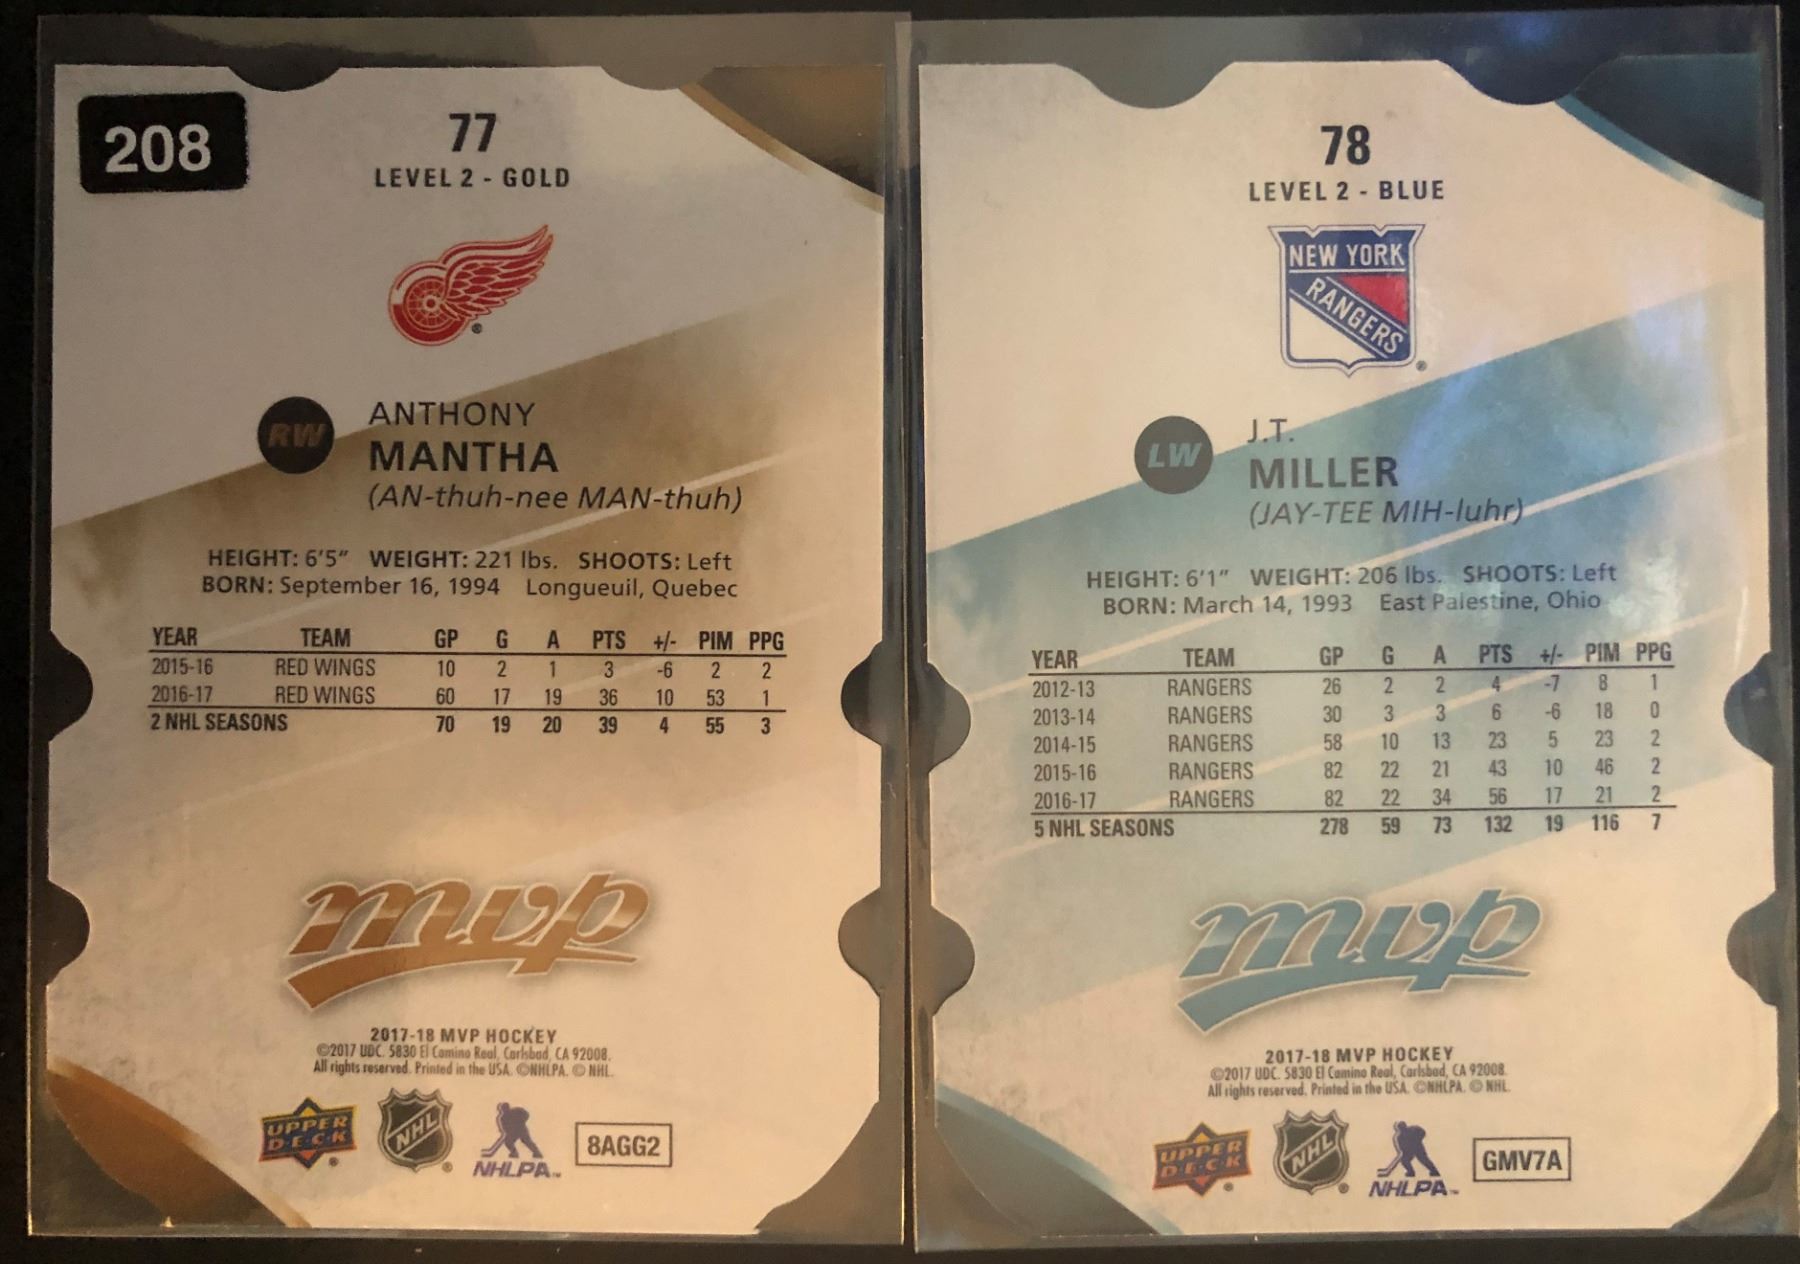 208
77
LEVEL 2 - GOLD
RW
ANTHONY
MANTHA
(AN-thuh-nee MAN-thuh)
HEIGHT: 6'5" WEIGHT: 221 lbs. SHOOTS: Left
BORN: September 16, 1994 Longueuil, Quebec
YEAR TEAM GP G A PTS +/- PIM PPG
2015-16 RED WINGS 10 2 1 3 -6 2 2
2016-17 RED WINGS 60 17 19 36 10 53 1
2 NHL SEASONS 70 19 20 39 4 55 3
mvp
2017-18 MVP HOCKEY
©2017 UDC. 5830 El Camino Real, Carlsbad, CA 92008.
All rights reserved. Printed in the USA. ©NHLPA. © NHL.
UPPER
DECK
NHL
NHLPA
8AGG2
78
LEVEL 2 - BLUE
NEW YORK
RANGERS
LW
J.T.
MILLER
(JAY-TEE MIH-luhr)
HEIGHT: 6'1" WEIGHT: 206 lbs. SHOOTS: Left
BORN: March 14, 1993 East Palestine, Ohio
YEAR TEAM GP G A PTS +/- PIM PPG
2012-13 RANGERS 26 2 2 4 -7 8 1
2013-14 RANGERS 30 3 3 6 -6 18 0
2014-15 RANGERS 58 10 13 23 5 23 2
2015-16 RANGERS 82 22 21 43 10 46 2
2016-17 RANGERS 82 22 34 56 17 21 2
5 NHL SEASONS 278 59 73 132 19 116 7
mvp
2017-18 MVP HOCKEY
©2017 UDC. 5830 El Camino Real, Carlsbad, CA 92008.
All rights reserved. Printed in the USA. ©NHLPA. © NHL.
UPPER
DECK
NHL
NHLPA
GMV7A